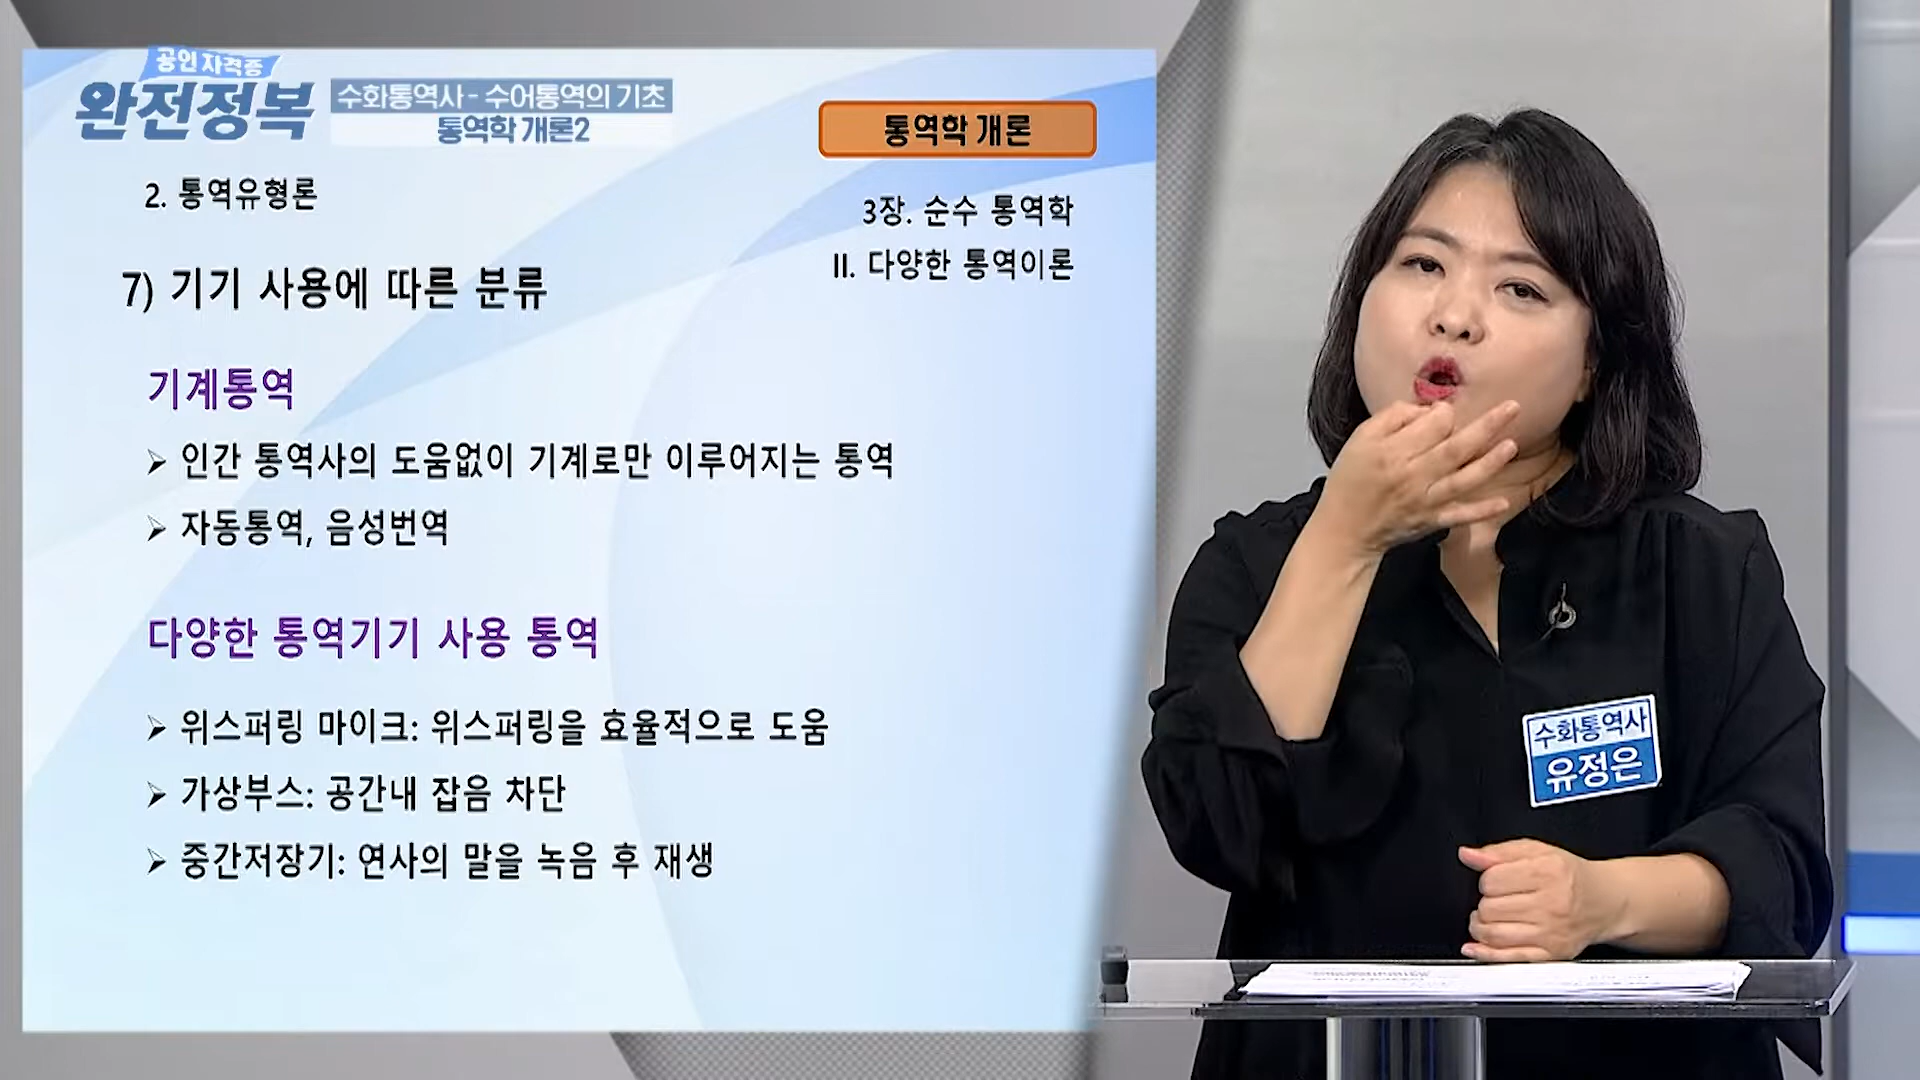 공인 자격증
완전정복
수화통역사 - 수어통역의 기초
통역학 개론2
통역학 개론
2. 통역유형론
3장. 순수 통역학
II. 다양한 통역이론
7) 기기 사용에 따른 분류
기계통역
➢ 인간 통역사의 도움없이 기계로만 이루어지는 통역
➢ 자동통역, 음성번역
다양한 통역기기 사용 통역
➢ 위스퍼링 마이크: 위스퍼링을 효율적으로 도움
➢ 가상부스: 공간내 잡음 차단
➢ 중간저장기: 연사의 말을 녹음 후 재생
수화통역사
유정은